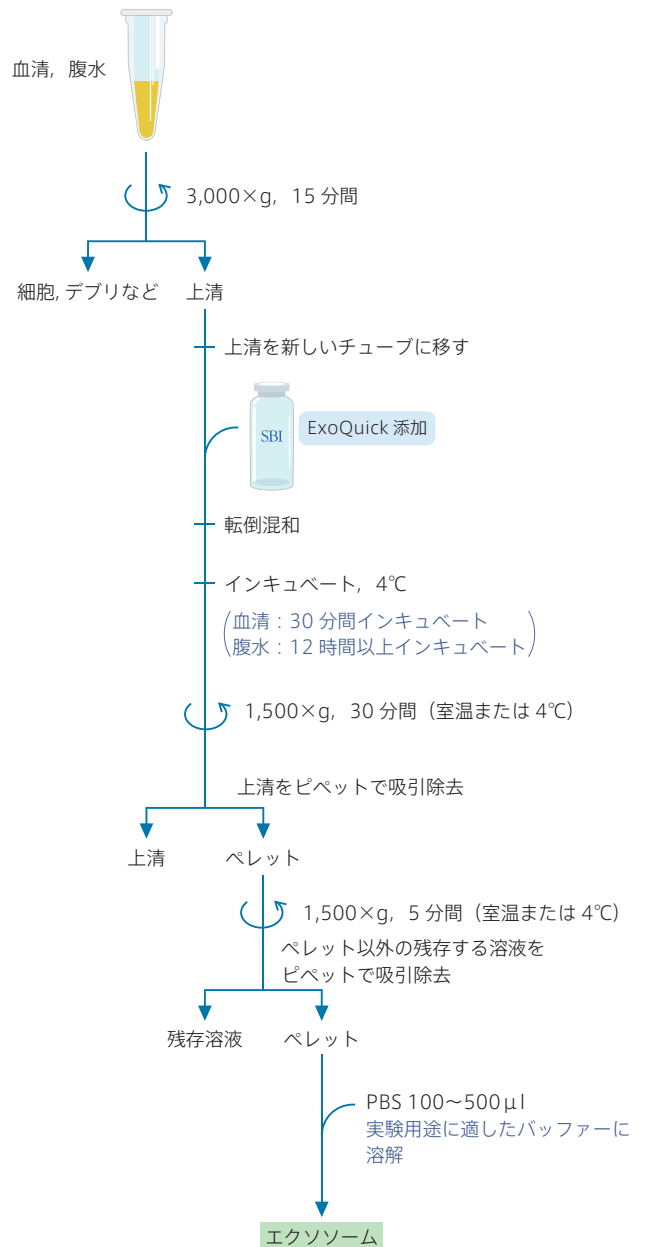 血清，腹水
3,000×g，15 分間
細胞, デブリなど
上清
上清を新しいチューブに移す
SBI
ExoQuick 添加
転倒混和
インキュベート，4℃
血清：30 分間インキュベート
腹水：12 時間以上インキュベート
1,500×g，30 分間（室温または 4℃）
上清をピペットで吸引除去
上清
ペレット
1,500×g，5 分間（室温または 4℃）
ペレット以外の残存する溶液を
ピペットで吸引除去
残存溶液
ペレット
PBS 100〜500μl
実験用途に適したバッファーに
溶解
エクソソーム